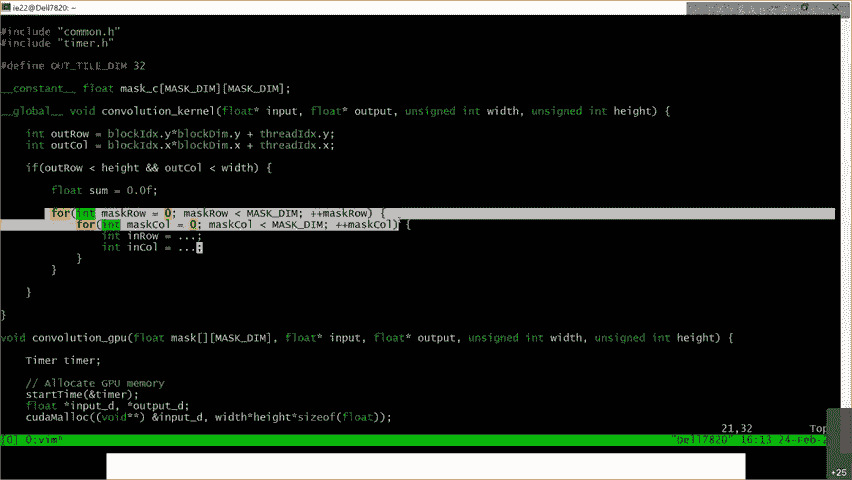 ie22@Dell7820: ~
#include "common.h"
#include "timer.h"
#define OUT_TILE_DIM 32
__constant__ float mask_c[MASK_DIM][MASK_DIM];
__global__ void convolution_kernel(float* input, float* output, unsigned int width, unsigned int height) {
int outRow = blockIdx.y*blockDim.y + threadIdx.y;
int outCol = blockIdx.x*blockDim.x + threadIdx.x;
if(outRow < height && outCol < width) {
float sum = 0.0f;
for(int maskRow = 0; maskRow < MASK_DIM; ++maskRow) {
for(int maskCol = 0; maskCol < MASK_DIM; ++maskCol) {
int inRow = ...;
int inCol = ...;
}
}
}
}
void convolution_gpu(float mask[][MASK_DIM], float* input, float* output, unsigned int width, unsigned int height) {
Timer timer;
// Allocate GPU memory
startTime(&timer);
float *input_d, *output_d;
cudaMalloc((void**) &input_d, width*height*sizeof(float));
21,32 Top
[0] 0:vim* "Dell7820" 16:13 24-Feb-2
+25